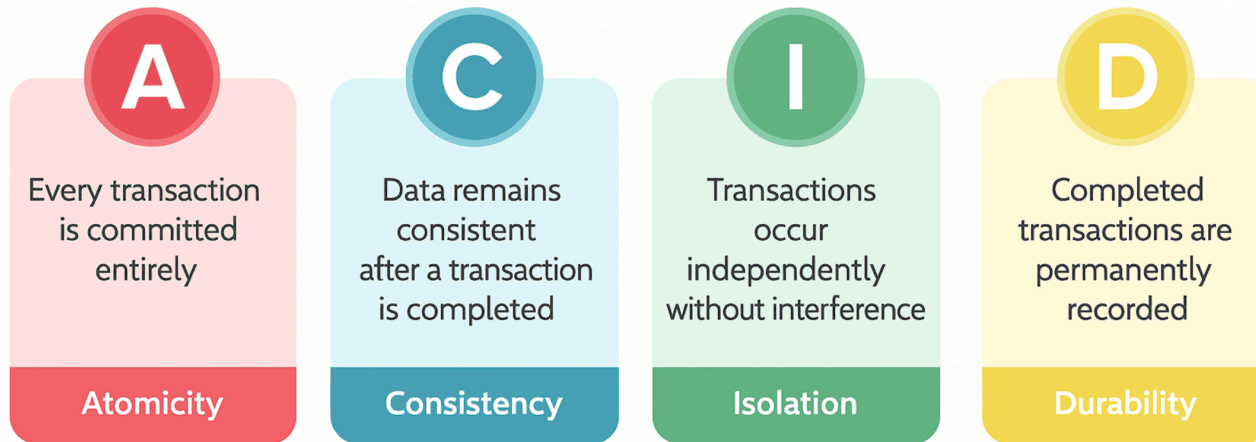 A
Every transaction
is committed
entirely
Atomicity
C
Data remains
consistent
after a transaction
is completed
Consistency
I
Transactions
occur
independently
without interference
Isolation
D
Completed
transactions are
permanently
recorded
Durability